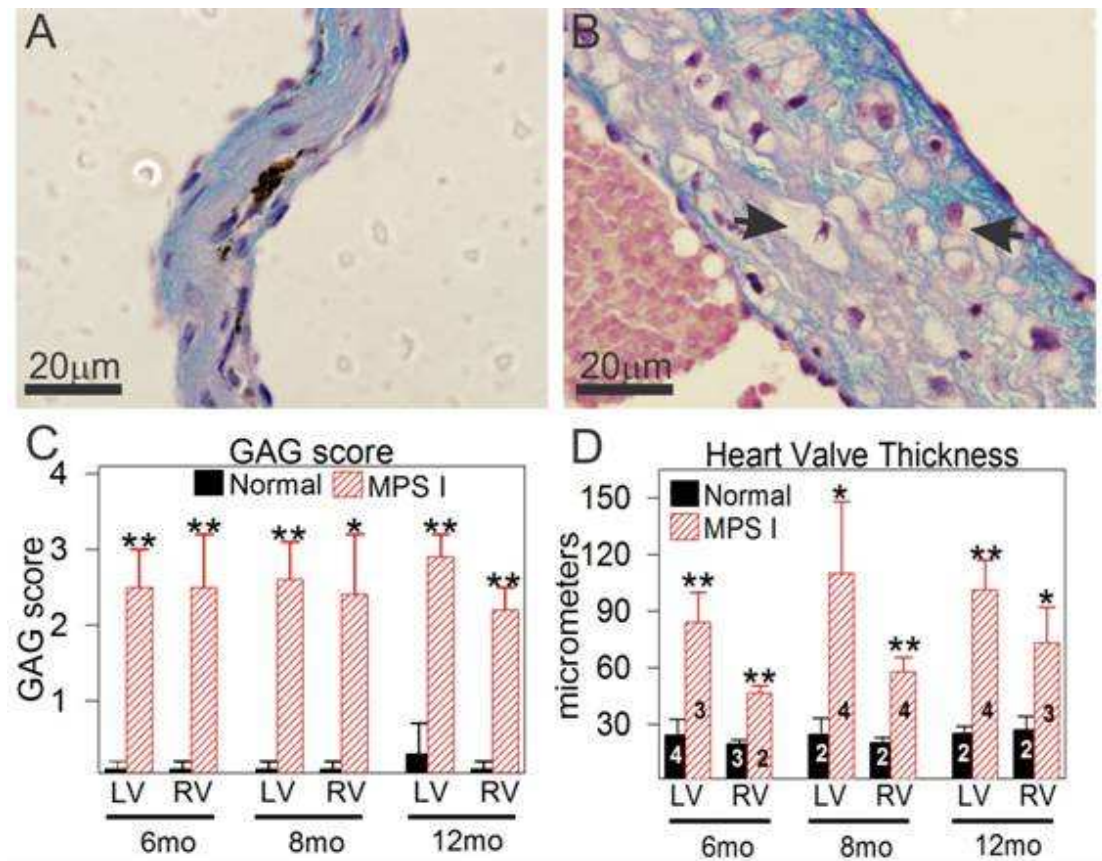 A
B
20μm
20μm
C
GAG score
Normal
MPS I
GAG score
4
3
2
1
**
**
**
*
**
**
LV
RV
LV
RV
LV
RV
6mo
8mo
12mo
D
Heart Valve Thickness
Normal
MPS I
micrometers
150
120
90
60
30
**
**
*
**
**
*
4
3
3
2
2
4
2
4
2
4
2
3
LV
RV
LV
RV
LV
RV
6mo
8mo
12mo